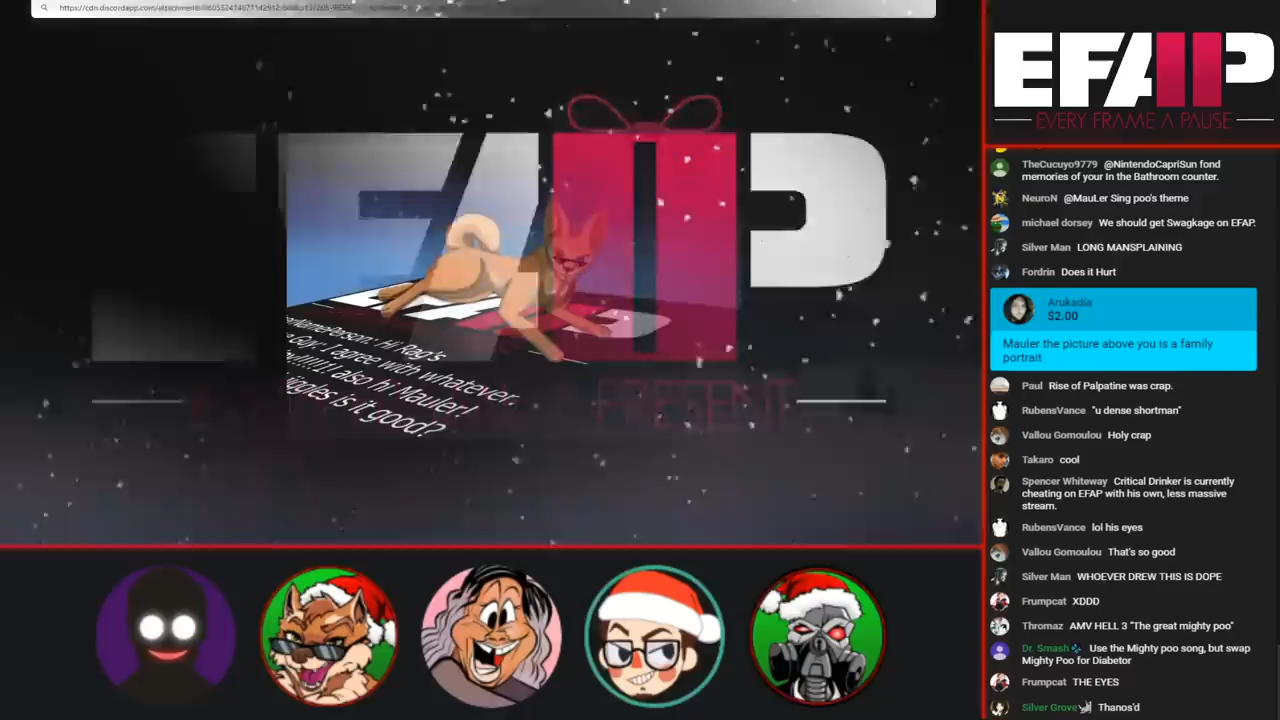 EFAP
EVERY FRAME A PAUSE
PRESENT
Person: Hi Rag's
I agree with whatever.
also hi Mauler!
is it good?
TheCucuyo9779 @NintendoCapriSun fond
memories of your In the Bathroom counter.
NeuroN @MauLer Sing poo's theme
michael dorsey We should get Swagkage on EFAP.
Silver Man LONG MANSPLAINING
Fordrin Does it Hurt
Arukadia
$2.00
Mauler the picture above you is a family
portrait
Paul Rise of Palpatine was crap.
RubensVance "u dense shortman"
Vallou Gomoulou Holy crap
Takaro cool
Spencer Whiteway Critical Drinker is currently
cheating on EFAP with his own, less massive
stream.
RubensVance lol his eyes
Vallou Gomoulou That's so good
Silver Man WHOEVER DREW THIS IS DOPE
Frumpcat XDDD
Thromaz AMV HELL 3 "The great mighty poo"
Dr. Smash Use the Mighty poo song, but swap
Mighty Poo for Diabetor
Frumpcat THE EYES
Silver Grove Thanos'd